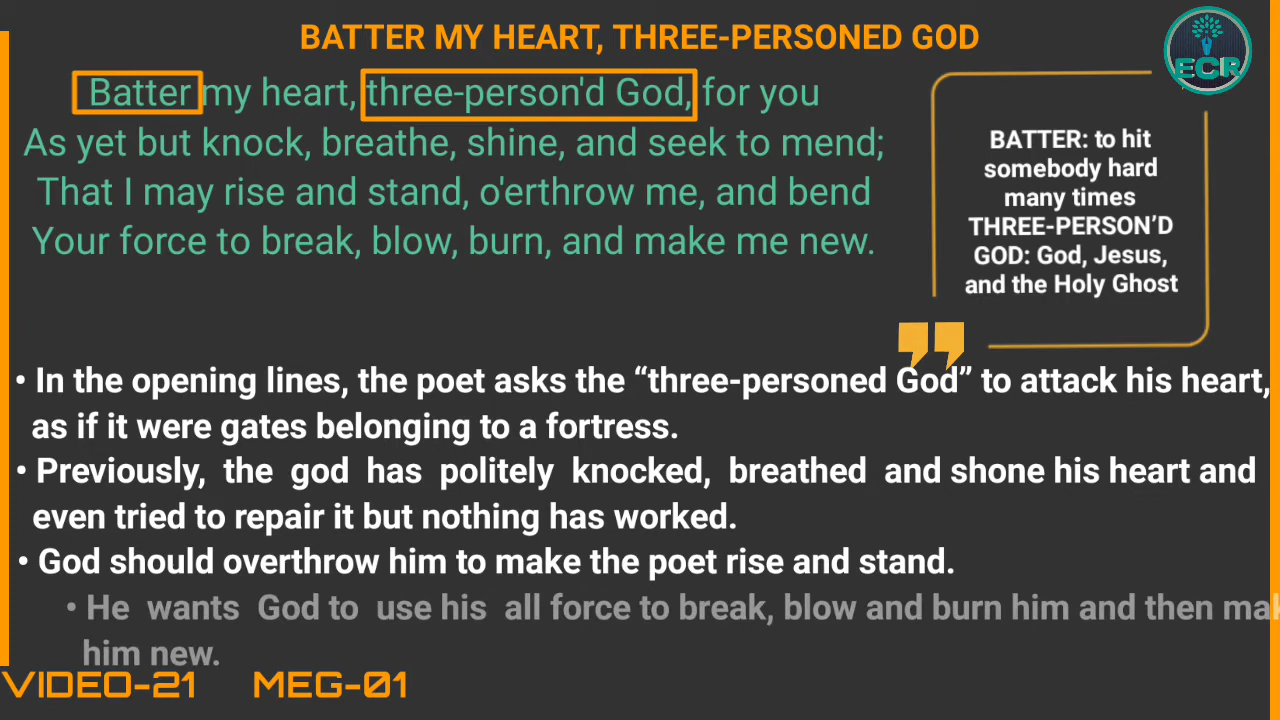 BATTER MY HEART, THREE-PERSONED GOD
ECR
Batter my heart, three-person'd God, for you
As yet but knock, breathe, shine, and seek to mend;
That I may rise and stand, o'erthrow me, and bend
Your force to break, blow, burn, and make me new.
BATTER: to hit
somebody hard
many times
THREE-PERSON’D
GOD: God, Jesus,
and the Holy Ghost
• In the opening lines, the poet asks the “three-personed God” to attack his heart,
as if it were gates belonging to a fortress.
• Previously, the god has politely knocked, breathed and shone his heart and
even tried to repair it but nothing has worked.
• God should overthrow him to make the poet rise and stand.
• He wants God to use his all force to break, blow and burn him and then
him new.
VIDEO-21 MEG-01